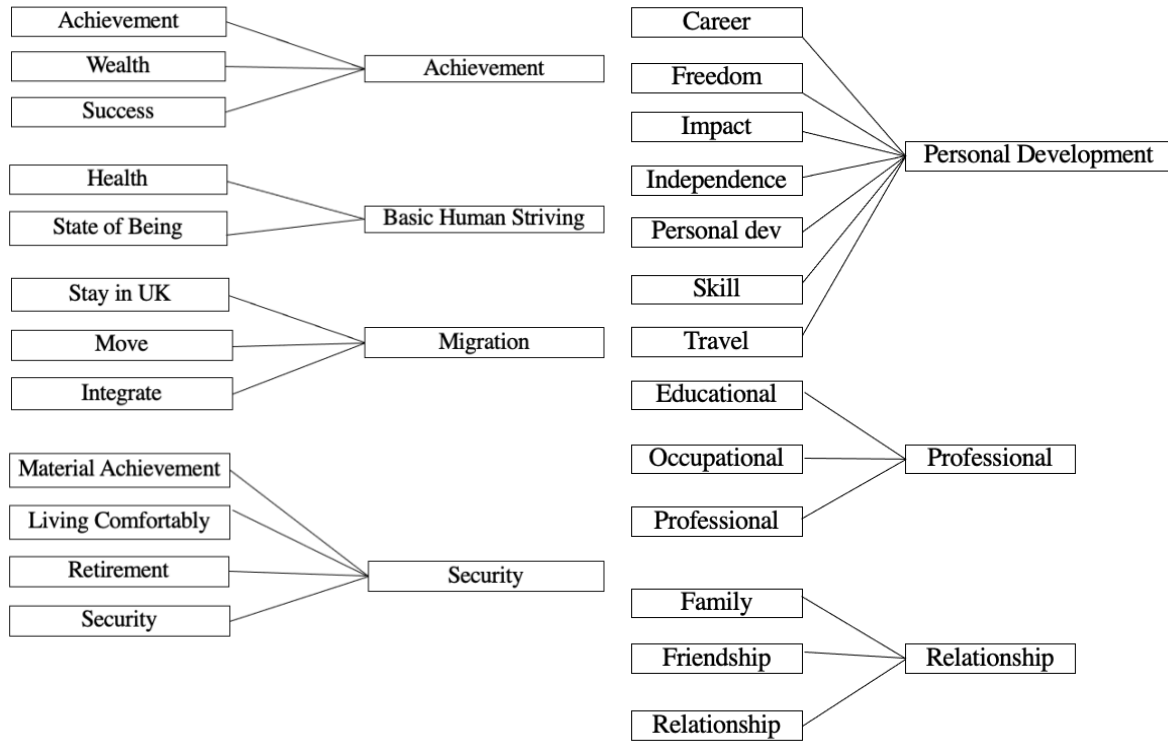 Achievement
Wealth
Success
Achievement
Health
State of Being
Basic Human Striving
Stay in UK
Move
Integrate
Migration
Material Achievement
Living Comfortably
Retirement
Security
Security
Career
Freedom
Impact
Independence
Personal dev
Skill
Travel
Personal Development
Educational
Occupational
Professional
Professional
Family
Friendship
Relationship
Relationship